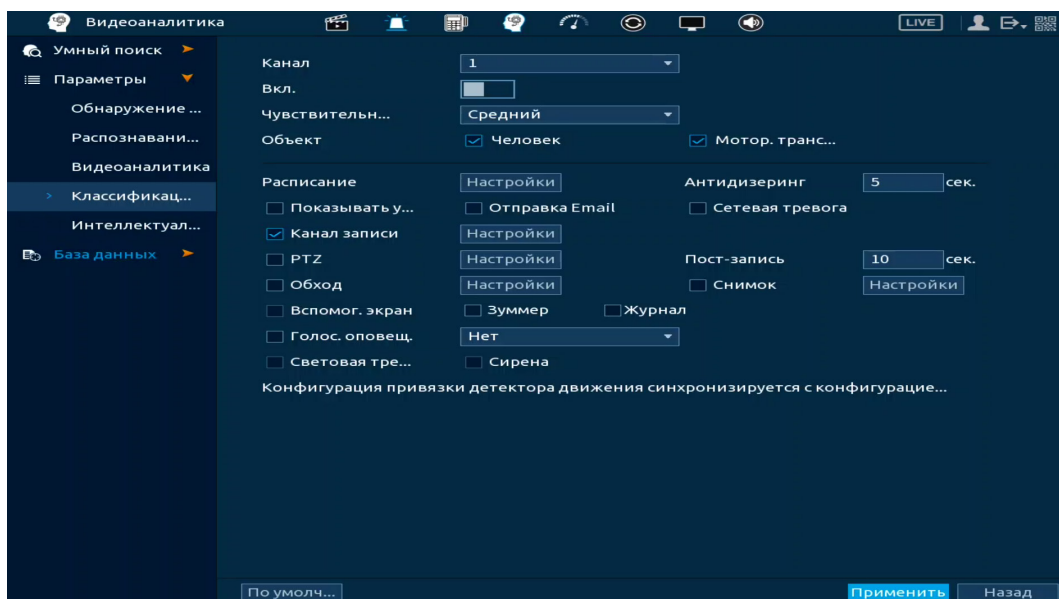 Видеоаналитика LIVE
Умный поиск
Параметры
Обнаружение ...
Распознавани...
Видеоаналитика
Классификац...
Интеллектуал...
База данных
Канал 1
Вкл.
Чувствительн... Средний
Объект Человек Мотор. транс...
Расписание Настройки Антидизеринг 5 сек.
Показывать у... Отправка Email Сетевая тревога
Канал записи Настройки
PTZ Настройки Пост-запись 10 сек.
Обход Настройки Снимок Настройки
Вспомог. экран Зуммер Журнал
Голос. оповещ. Нет
Световая тре... Сирена
Конфигурация привязки детектора движения синхронизируется с конфигурацие...
По умолч... Применить Назад